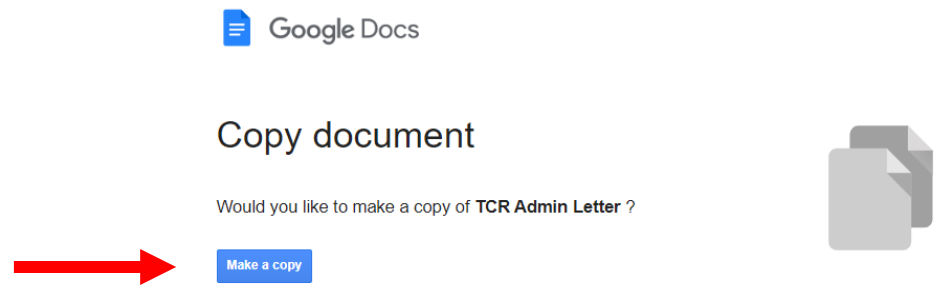 Google Docs
Copy document
Would you like to make a copy of TCR Admin Letter ?
Make a copy